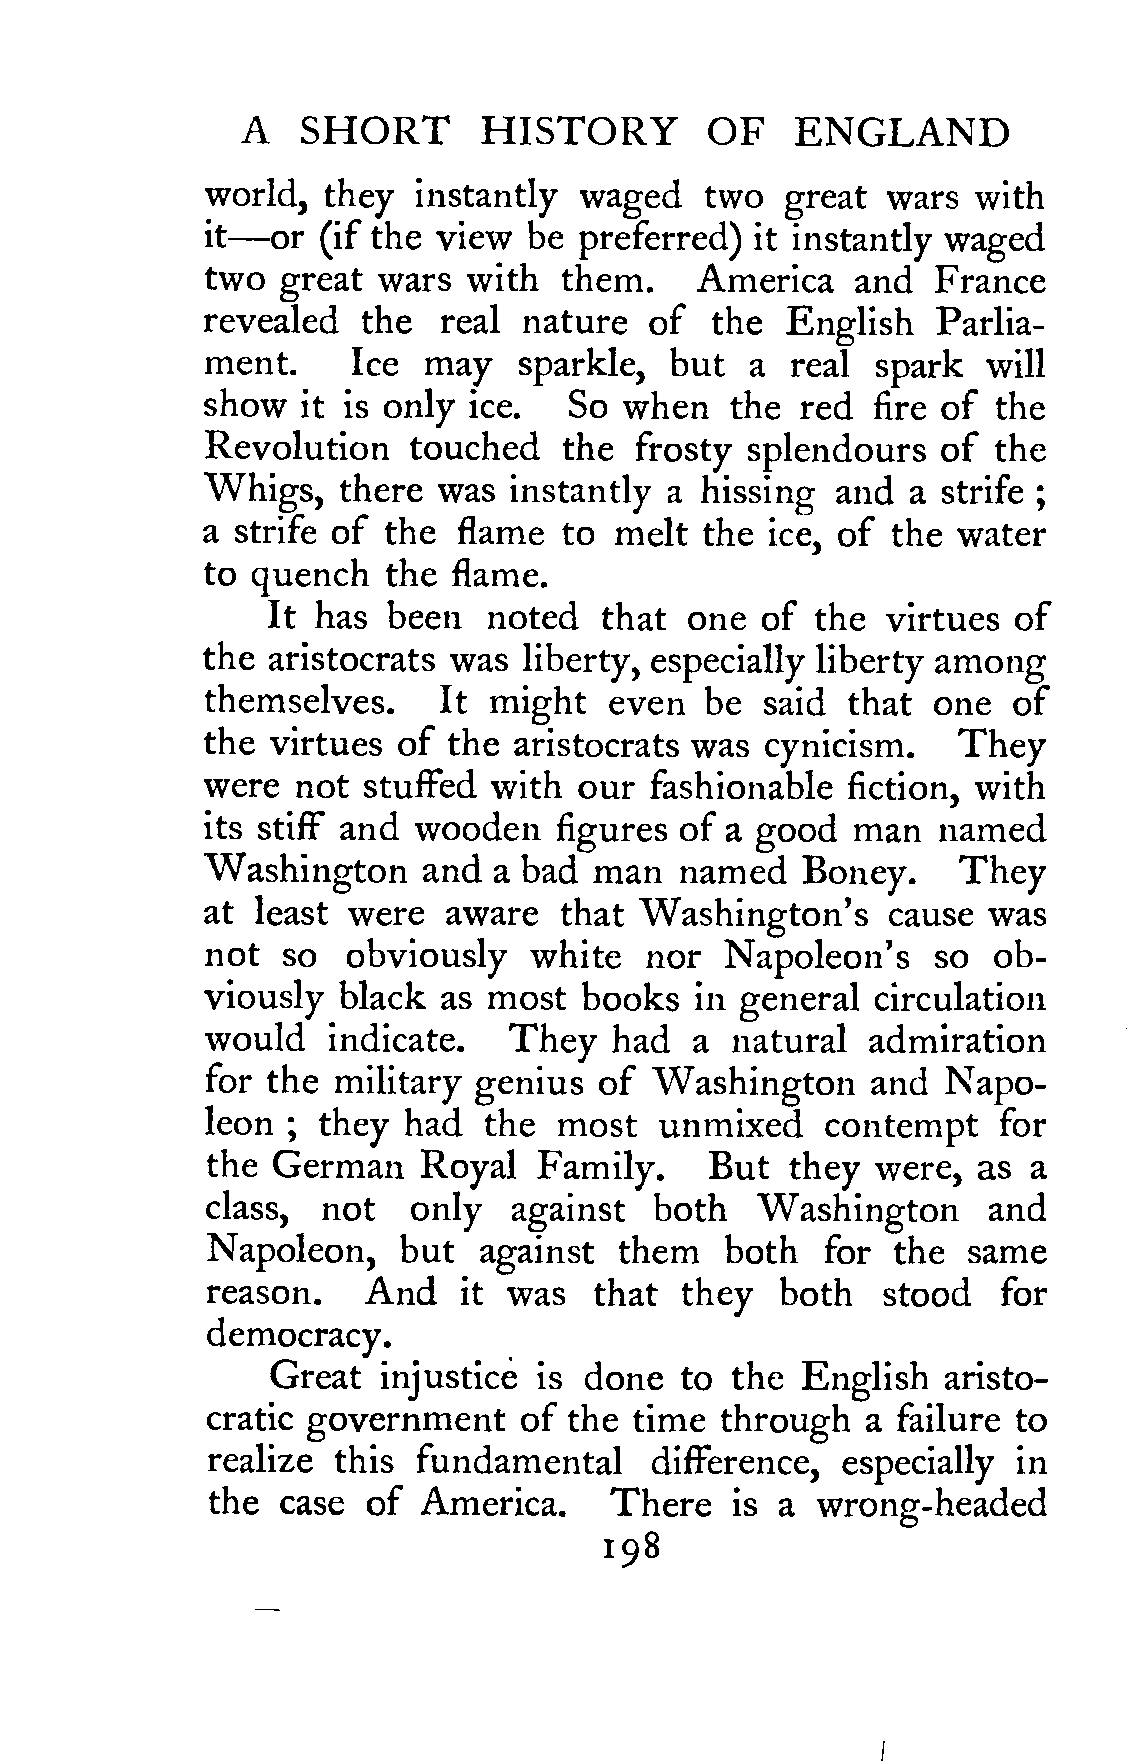 A SHORT HISTORY OF ENGLAND
world, they instantly waged two great wars with
it—or (if the view be preferred) it instantly waged
two great wars with them. America and France
revealed the real nature of the English Parlia-
ment. Ice may sparkle, but a real spark will
show it is only ice. So when the red fire of the
Revolution touched the frosty splendours of the
Whigs, there was instantly a hissing and a strife ;
a strife of the flame to melt the ice, of the water
to quench the flame.
It has been noted that one of the virtues of
the aristocrats was liberty, especially liberty among
themselves. It might even be said that one of
the virtues of the aristocrats was cynicism. They
were not stuffed with our fashionable fiction, with
its stiff and wooden figures of a good man named
Washington and a bad man named Boney. They
at least were aware that Washington's cause was
not so obviously white nor Napoleon's so ob-
viously black as most books in general circulation
would indicate. They had a natural admiration
for the military genius of Washington and Napo-
leon ; they had the most unmixed contempt for
the German Royal Family. But they were, as a
class, not only against both Washington and
Napoleon, but against them both for the same
reason. And it was that they both stood for
democracy.
Great injustice is done to the English aristo-
cratic government of the time through a failure to
realize this fundamental difference, especially in
the case of America. There is a wrong-headed
198